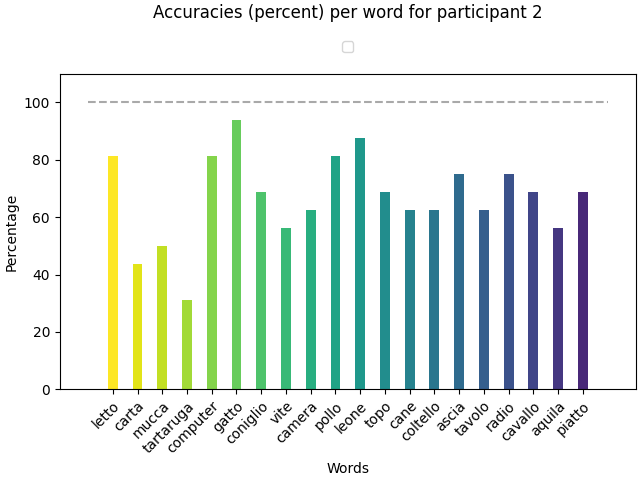 Accuracies (percent) per word for participant 2
100
80
60
40
20
0
Percentage
letto
carta
mucca
tartaruga
computer
gatto
coniglio
vite
camera
pollo
leone
topo
cane
coltello
ascia
tavolo
radio
cavallo
aquila
piatto
Words